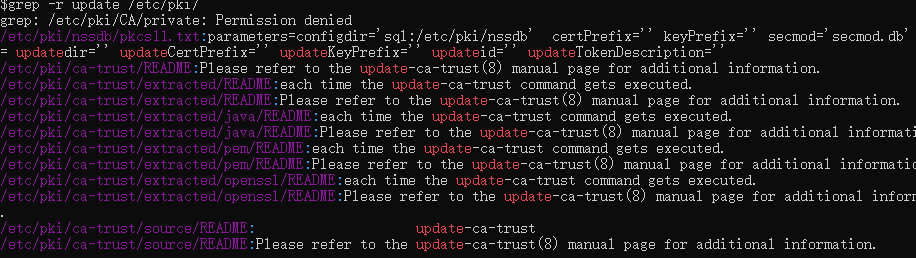 $grep -r update /etc/pki/
grep: /etc/pki/CA/private: Permission denied
/etc/pki/nssdb/pkcs11.txt:parameters=configdir='sql:/etc/pki/nssdb'  certPrefix='' keyPrefix='' secmod='secmod.db'
= updatedir='' updateCertPrefix='' updateKeyPrefix='' updateid='' updateTokenDescription=''
/etc/pki/ca-trust/README:Please refer to the update-ca-trust(8) manual page for additional information.
/etc/pki/ca-trust/extracted/README:each time the update-ca-trust command gets executed.
/etc/pki/ca-trust/extracted/README:Please refer to the update-ca-trust(8) manual page for additional information.
/etc/pki/ca-trust/extracted/java/README:each time the update-ca-trust command gets executed.
/etc/pki/ca-trust/extracted/java/README:Please refer to the update-ca-trust(8) manual page for additional informati
/etc/pki/ca-trust/extracted/pem/README:each time the update-ca-trust command gets executed.
/etc/pki/ca-trust/extracted/pem/README:Please refer to the update-ca-trust(8) manual page for additional informatio
/etc/pki/ca-trust/extracted/openssl/README:each time the update-ca-trust command gets executed.
/etc/pki/ca-trust/extracted/openssl/README:Please refer to the update-ca-trust(8) manual page for additional inform
.
/etc/pki/ca-trust/source/README:                update-ca-trust
/etc/pki/ca-trust/source/README:Please refer to the update-ca-trust(8) manual page for additional information.